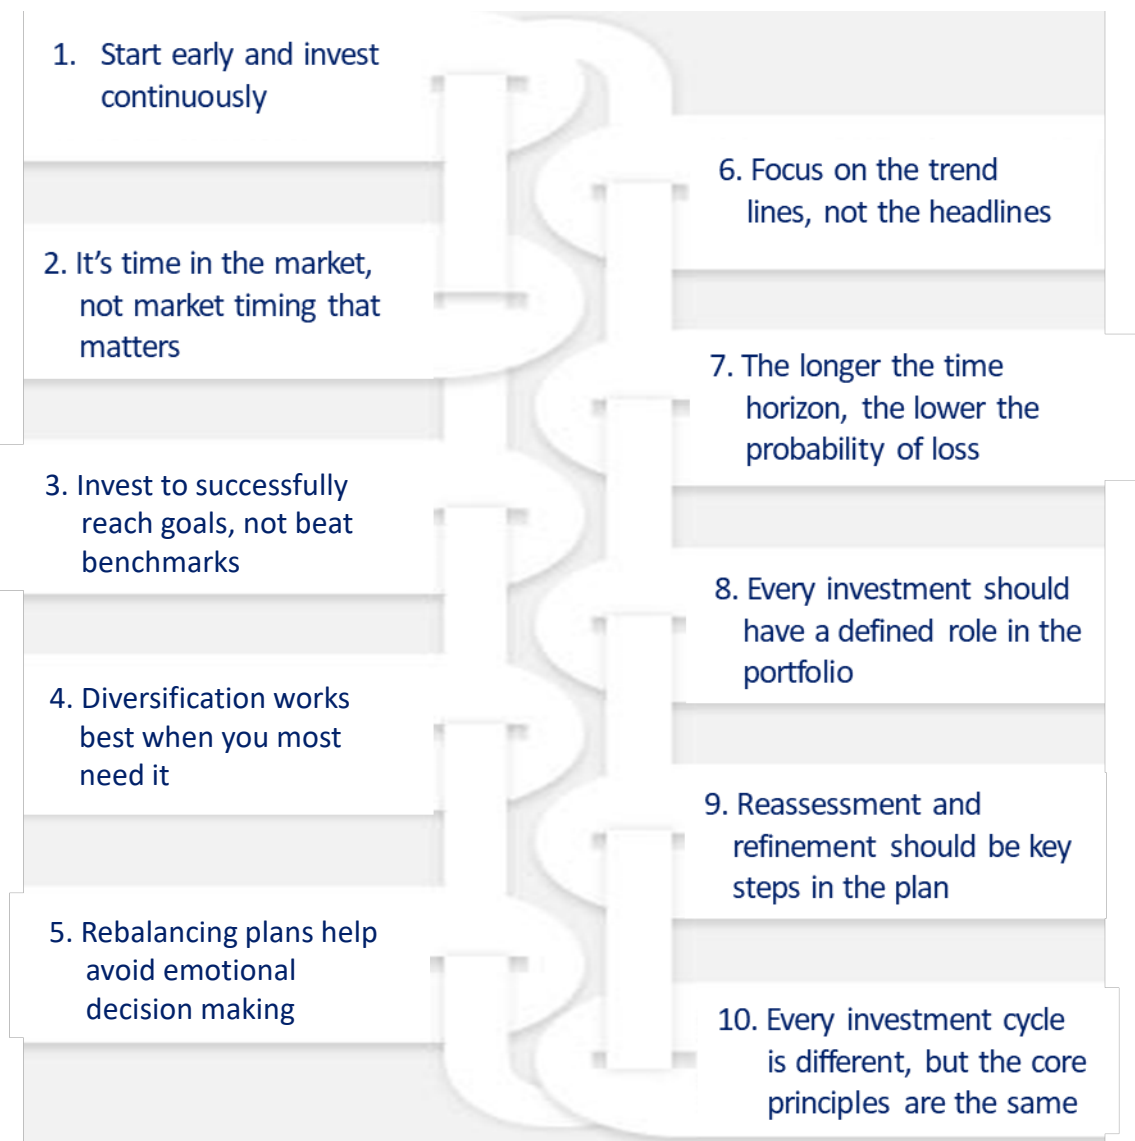 1. Start early and invest
continuously
2. It’s time in the market,
not market timing that
matters
3. Invest to successfully
reach goals, not beat
benchmarks
4. Diversification works
best when you most
need it
5. Rebalancing plans help
avoid emotional
decision making
6. Focus on the trend
lines, not the headlines
7. The longer the time
horizon, the lower the
probability of loss
8. Every investment should
have a defined role in the
portfolio
9. Reassessment and
refinement should be key
steps in the plan
10. Every investment cycle
is different, but the core
principles are the same